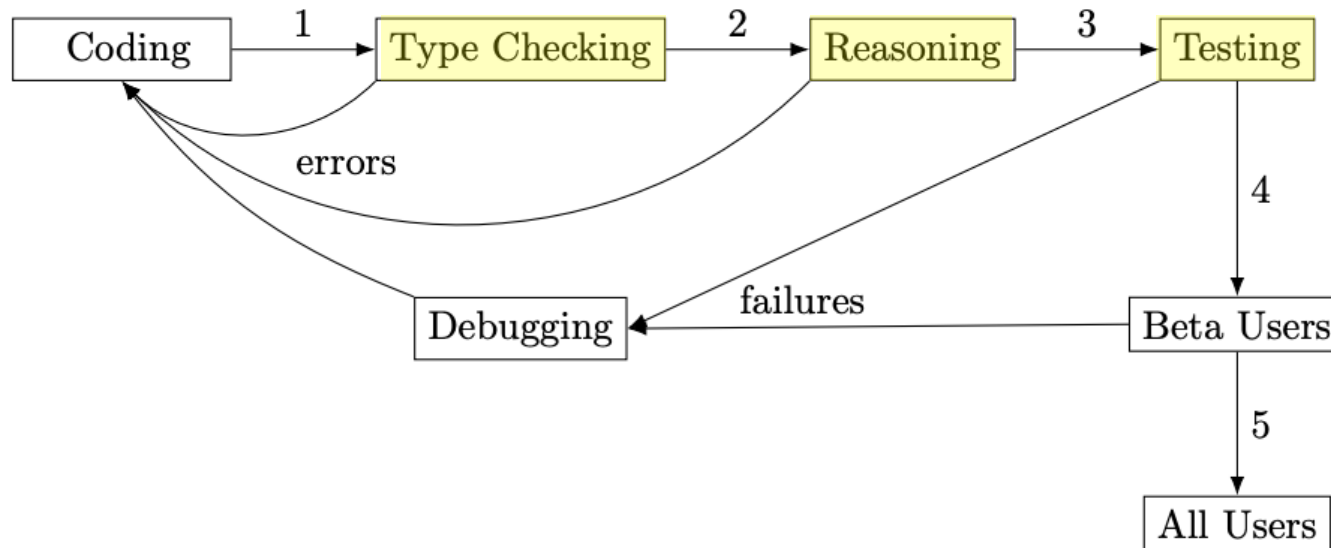 Coding
1
Type Checking
2
Reasoning
3
Testing
errors
4
failures
Debugging
Beta Users
5
All Users